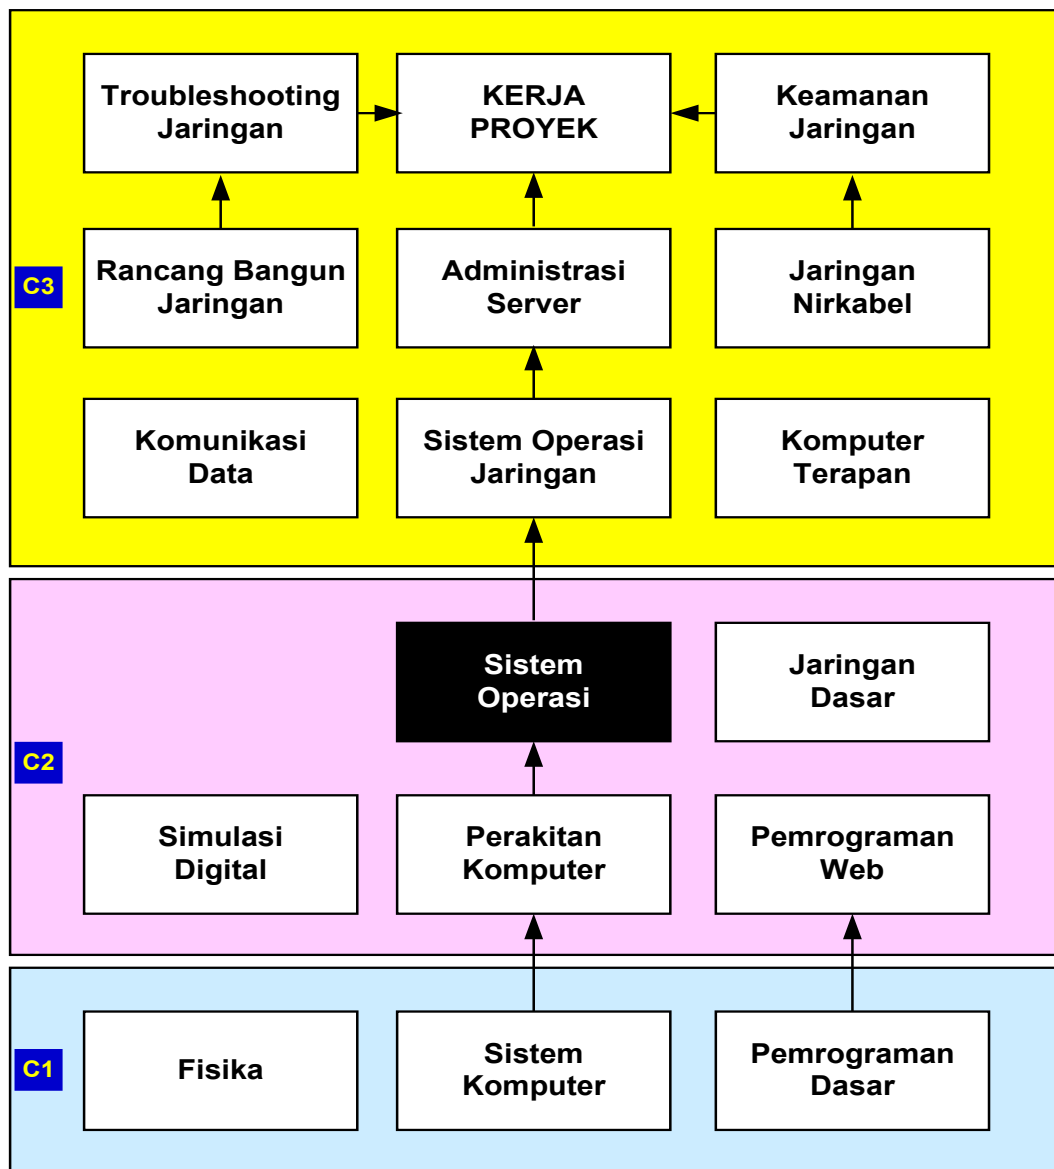 Troubleshooting
Jaringan
KERJA
PROYEK
Keamanan
Jaringan
C3
Rancang Bangun
Jaringan
Administrasi
Server
Jaringan
Nirkabel
Komunikasi
Data
Sistem Operasi
Jaringan
Komputer
Terapan
Sistem
Operasi
Jaringan
Dasar
C2
Simulasi
Digital
Perakitan
Komputer
Pemrograman
Web
C1
Fisika
Sistem
Komputer
Pemrograman
Dasar